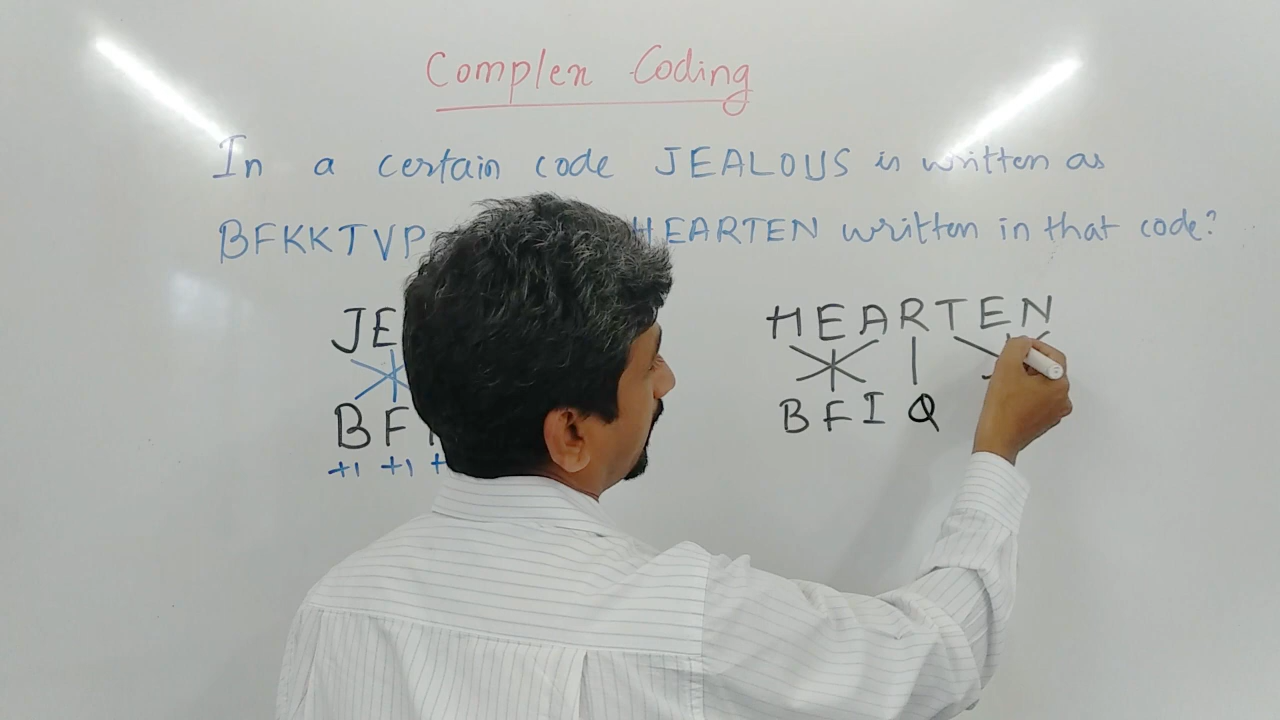 Complex Coding
In a certain code JEALOUS is written as
BFKKTVP HEARTEN written in that code?
JE HEARTEN
BF BFIQ
+1 +1